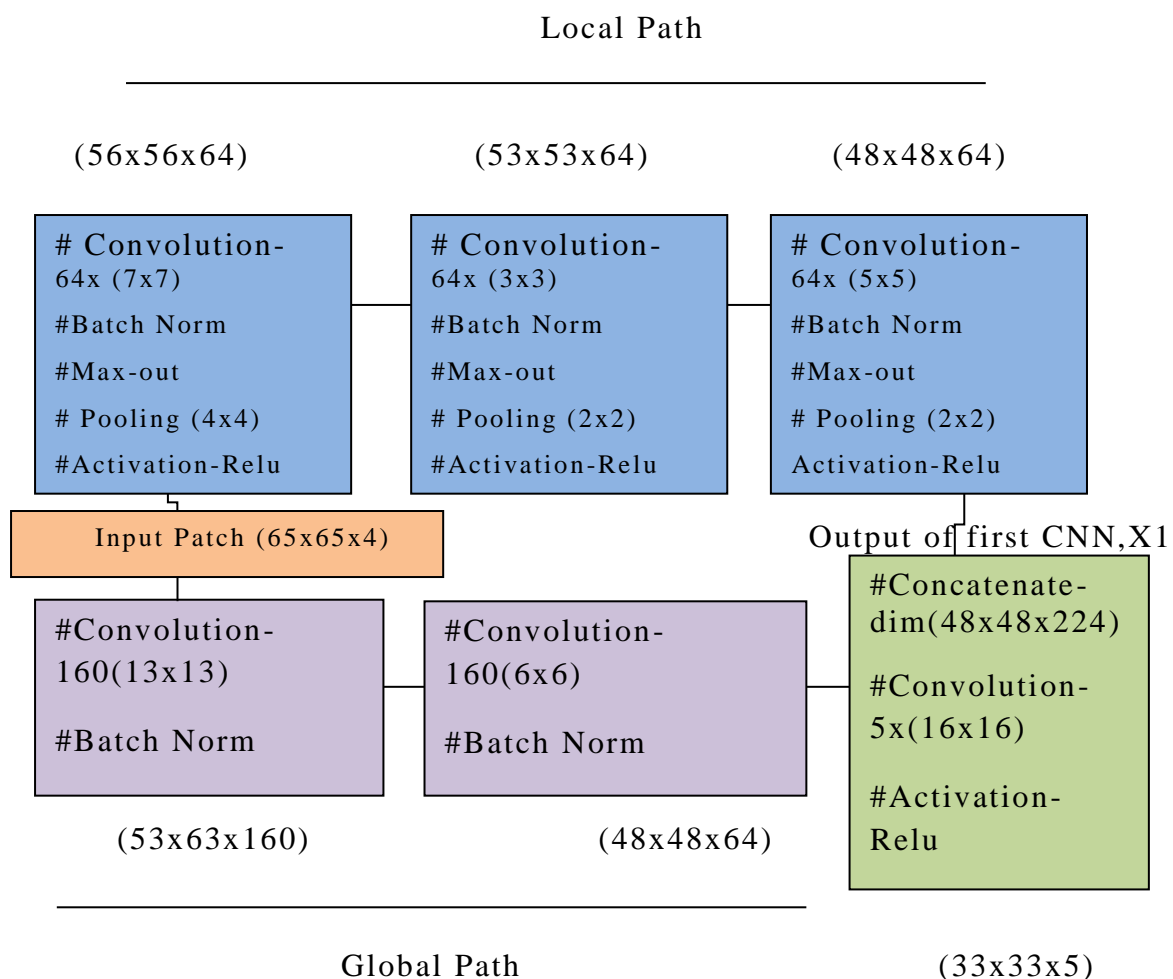 Local Path
(56x56x64)
(53x53x64)
(48x48x64)
# Convolution-
64x (7x7)
#Batch Norm
#Max-out
# Pooling (4x4)
#Activation-Relu
# Convolution-
64x (3x3)
#Batch Norm
#Max-out
# Pooling (2x2)
#Activation-Relu
# Convolution-
64x (5x5)
#Batch Norm
#Max-out
# Pooling (2x2)
Activation-Relu
Input Patch (65x65x4)
Output of first CNN,X1
#Convolution-
160(13x13)
#Batch Norm
#Convolution-
160(6x6)
#Batch Norm
#Concatenate-
dim(48x48x224)
#Convolution-
5x(16x16)
#Activation-
Relu
(53x63x160)
(48x48x64)
Global Path
(33x33x5)